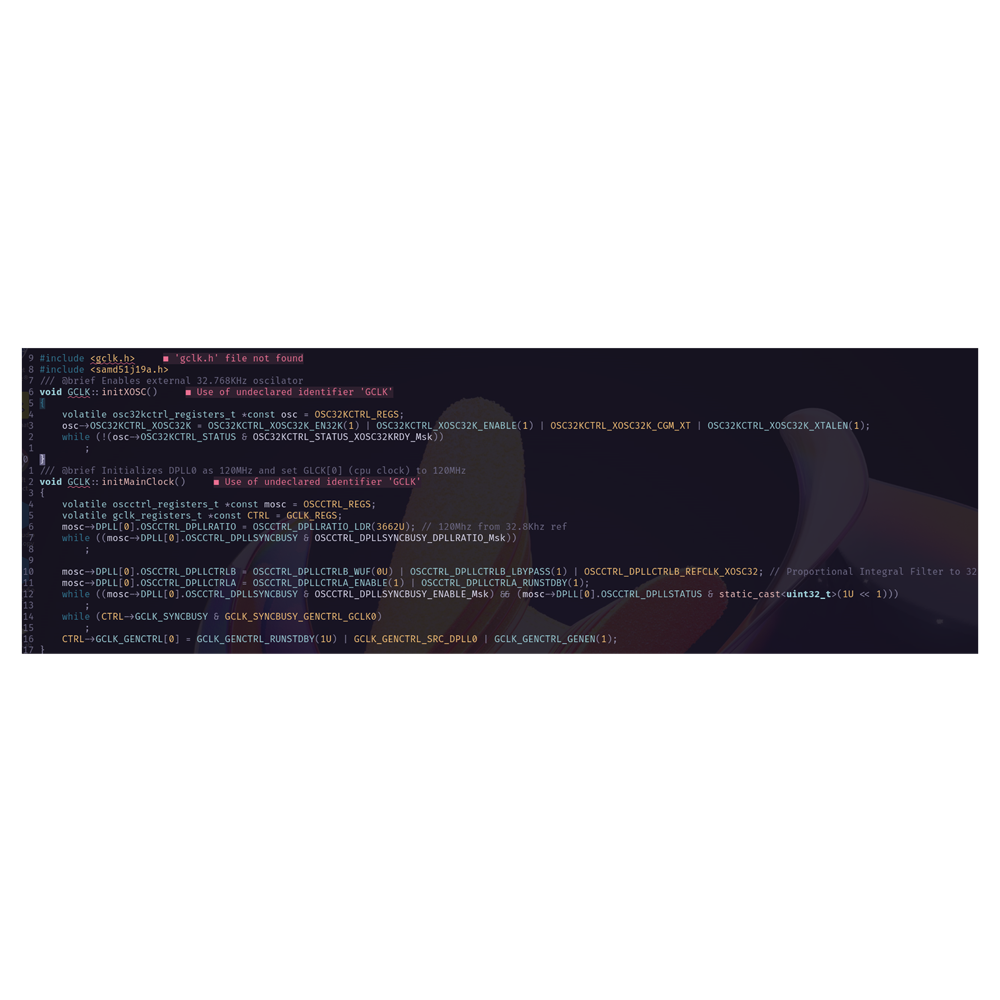 9 #include <gclk.h> ■ 'gclk.h' file not found
8 #include <samd51j19a.h>
7 /// @brief Enables external 32.768KHz oscilator
6 void GCLK::initXOSC() ■ Use of undeclared identifier 'GCLK'
5 {
4 volatile osc32kctrl_registers_t *const osc = OSC32KCTRL_REGS;
3 osc->OSC32KCTRL_XOSC32K = OSC32KCTRL_XOSC32K_EN32K(1) | OSC32KCTRL_XOSC32K_ENABLE(1) | OSC32KCTRL_XOSC32K_CGM_XT | OSC32KCTRL_XOSC32K_XTALEN(1);
2 while (!(osc->OSC32KCTRL_STATUS & OSC32KCTRL_STATUS_XOSC32KRDY_Msk))
1 ;
0 }
1 /// @brief Initializes DPLL0 as 120MHz and set GLCK[0] (cpu clock) to 120MHz
2 void GCLK::initMainClock() ■ Use of undeclared identifier 'GCLK'
3 {
4 volatile oscctrl_registers_t *const mosc = OSCCTRL_REGS;
5 volatile gclk_registers_t *const CTRL = GCLK_REGS;
6 mosc->DPLL[0].OSCCTRL_DPLLRATIO = OSCCTRL_DPLLRATIO_LDR(3662U); // 120Mhz from 32.8Khz ref
7 while ((mosc->DPLL[0].OSCCTRL_DPLLSYNCBUSY & OSCCTRL_DPLLSYNCBUSY_DPLLRATIO_Msk))
8 ;
9
10 mosc->DPLL[0].OSCCTRL_DPLLCTRLB = OSCCTRL_DPLLCTRLB_WUF(0U) | OSCCTRL_DPLLCTRLB_LBYPASS(1) | OSCCTRL_DPLLCTRLB_REFCLK_XOSC32; // Proportional Integral Filter to 32
11 mosc->DPLL[0].OSCCTRL_DPLLCTRLA = OSCCTRL_DPLLCTRLA_ENABLE(1) | OSCCTRL_DPLLCTRLA_RUNSTDBY(1);
12 while ((mosc->DPLL[0].OSCCTRL_DPLLSYNCBUSY & OSCCTRL_DPLLSYNCBUSY_ENABLE_Msk) && (mosc->DPLL[0].OSCCTRL_DPLLSTATUS & static_cast<uint32_t>(1U << 1)))
13 ;
14 while (CTRL->GCLK_SYNCBUSY & GCLK_SYNCBUSY_GENCTRL_GCLK0)
15 ;
16 CTRL->GCLK_GENCTRL[0] = GCLK_GENCTRL_RUNSTDBY(1U) | GCLK_GENCTRL_SRC_DPLL0 | GCLK_GENCTRL_GENEN(1);
17 }